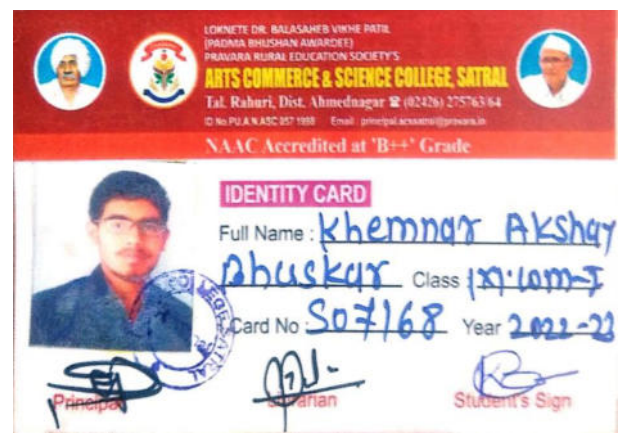 LOKNETE DR. BALASAHEB VIKHE PATIL
(PADMA BHUSHAN AWARDEE)
PRAVARA RURAL EDUCATION SOCIETY'S
ARTS COMMERCE & SCIENCE COLLEGE, SATRAL
Tal. Rahuri, Dist. Ahmednagar ☎ (02426) 275763/64
ID No.PU.A.N.ASC 057 1998 Email : principal.acssatral@pravara.in
NAAC Accredited at 'B++' Grade
IDENTITY CARD
Full Name : Khemnar Akshay
Bhuskar Class M.com-I
Card No : S07168 Year 2022-23
Principal Librarian Student's Sign